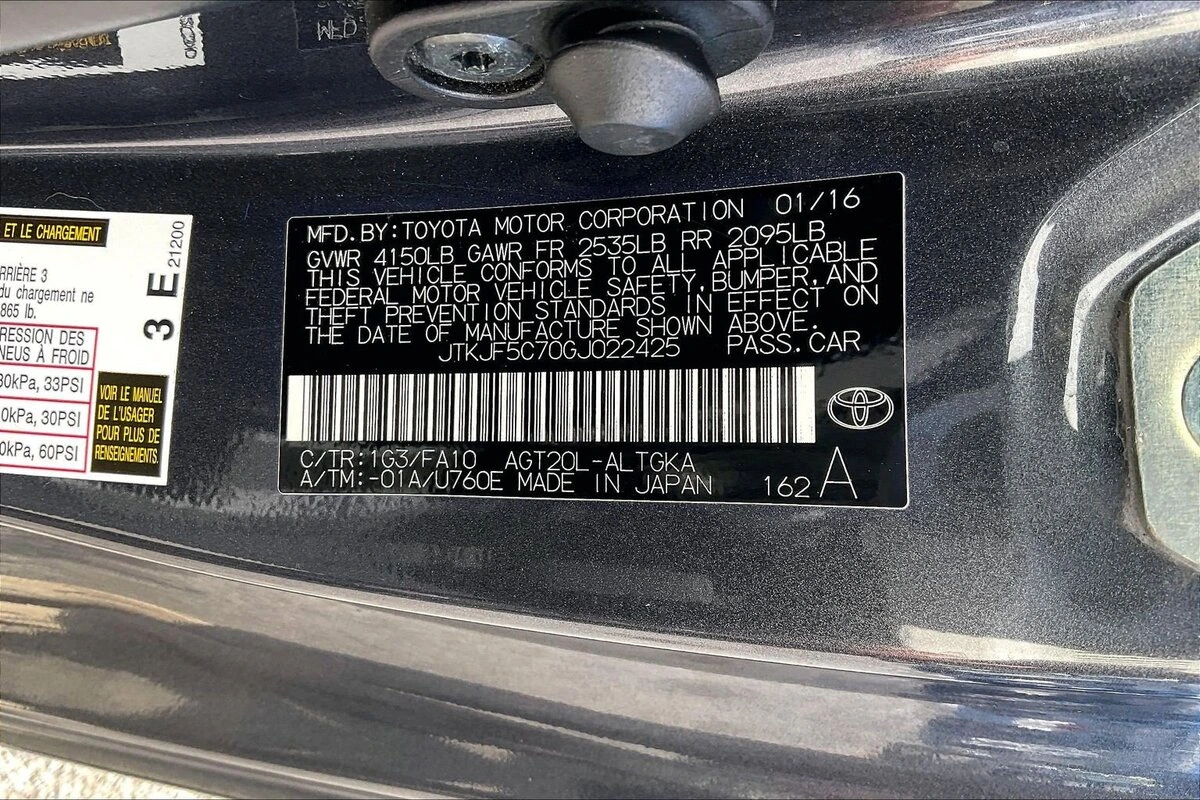 MFD.BY:TOYOTA MOTOR CORPORATION 01/16
GVWR 4150LB GAWR FR 2535LB RR 2095LB
THIS VEHICLE CONFORMS TO ALL APPLICABLE
FEDERAL MOTOR VEHICLE SAFETY,BUMPER,AND
THEFT PREVENTION STANDARDS IN EFFECT ON
THE DATE OF MANUFACTURE SHOWN ABOVE.
JTKJF5C70GJ022425 PASS.CAR
C/TR:1G3/FA10 AGT20L-ALTGKA
A/TM:-01A/U760E MADE IN JAPAN 162 A
ET LE CHARGEMENT
3 E 21200
ARRIÈRE 3
du chargement ne
865 lb.
PRESSION DES
PNEUS À FROID
30kPa, 33PSI
0kPa, 30PSI
0kPa, 60PSI
VOIR LE MANUEL
DE L'USAGER
POUR PLUS DE
RENSEIGNEMENTS.